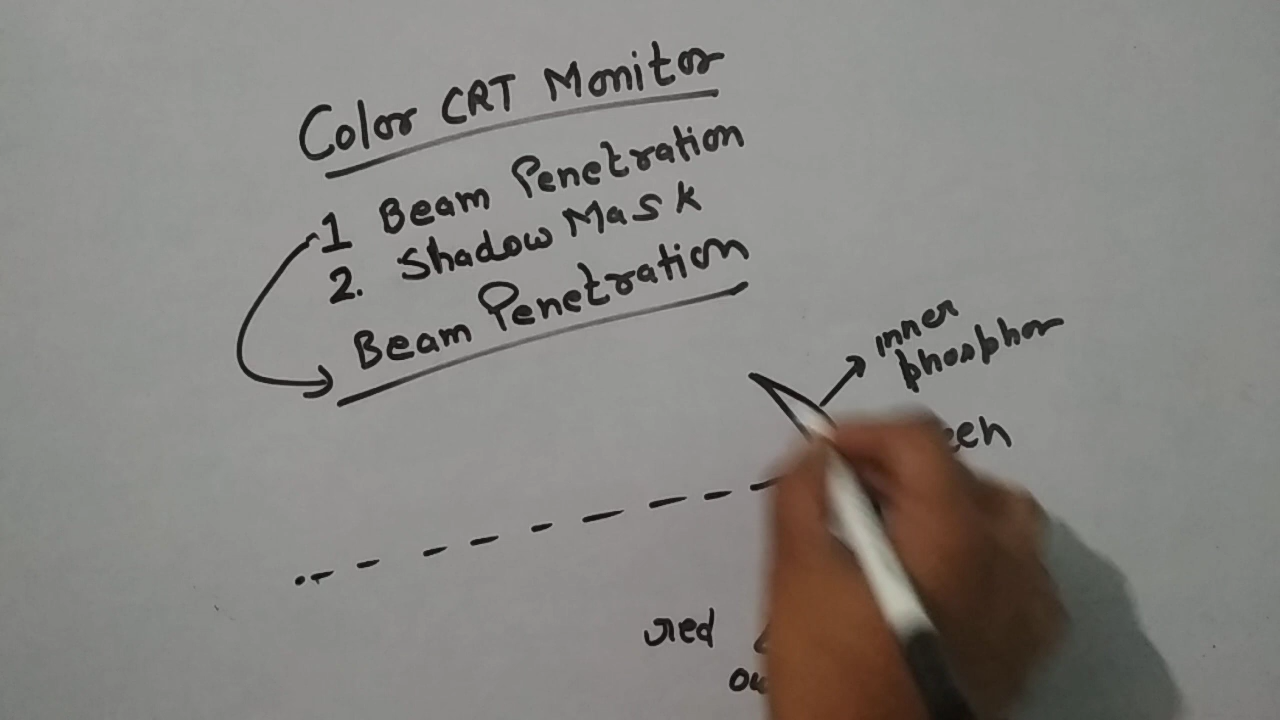 Color CRT Monitor
1 Beam Penetration
2. Shadow Mask
Beam Penetration
inner
phosphor
red